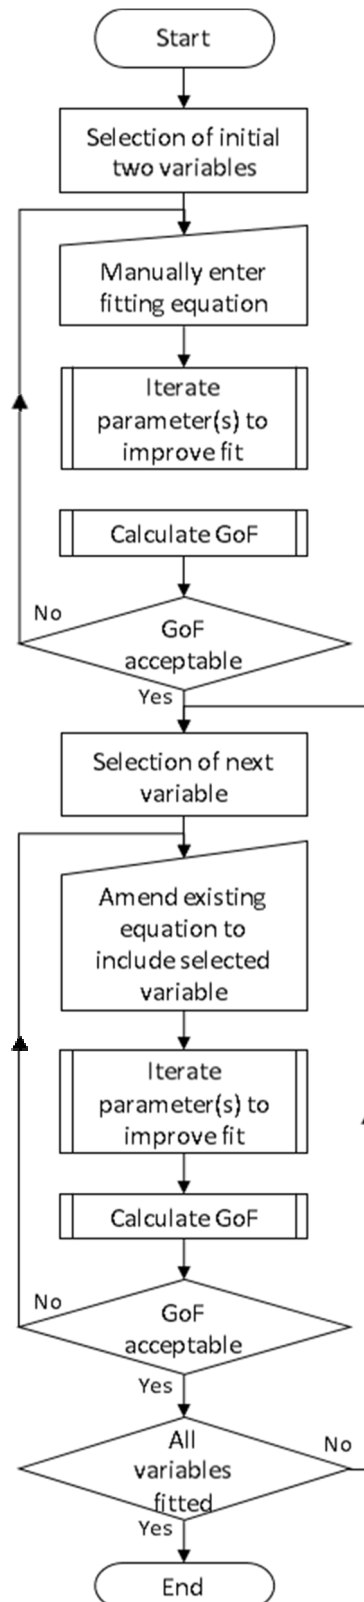 Start
Selection of initial
two variables
Manually enter
fitting equation
Iterate
parameter(s) to
improve fit
Calculate GoF
No
GoF
acceptable
Yes
Selection of next
variable
Amend existing
equation to
include selected
variable
Iterate
parameter(s) to
improve fit
Calculate GoF
No
GoF
acceptable
Yes
All
variables
fitted
No
Yes
End